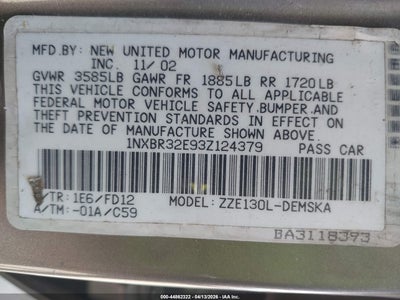 MFD.BY: NEW UNITED MOTOR MANUFACTURING
INC. 11/02
GVWR 3585LB GAWR FR 1885LB RR 1720LB
THIS VEHICLE CONFORMS TO ALL APPLICABLE
FEDERAL MOTOR VEHICLE SAFETY,BUMPER,AND
THEFT PREVENTION STANDARDS IN EFFECT ON
THE DATE OF MANUFACTURE SHOWN ABOVE.
1NXBR32E93Z124379 PASS CAR
C/TR: 1E6/FD12 MODEL: ZZE130L-DEMSKA
A/TM: -01A/C59
BA3118393
IAA 000-44862322 - 04/13/2026 - IAAI.COM